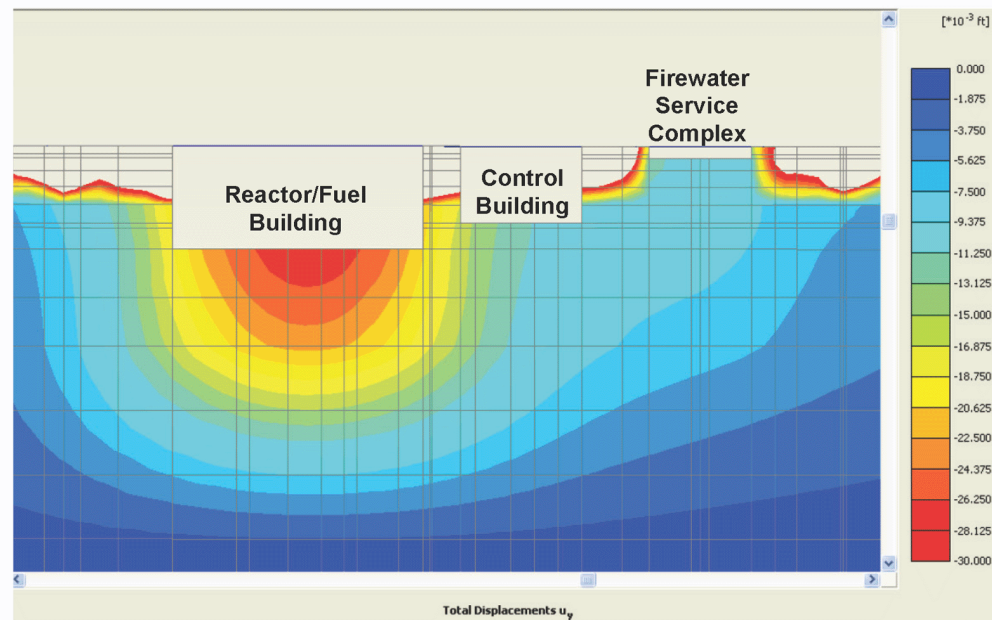 [*10-3 ft]
Firewater
Service
Complex
Reactor/Fuel
Building
Control
Building
0.000
-1.875
-3.750
-5.625
-7.500
-9.375
-11.250
-13.125
-15.000
-16.875
-18.750
-20.625
-22.500
-24.375
-26.250
-28.125
-30.000
Total Displacements uy